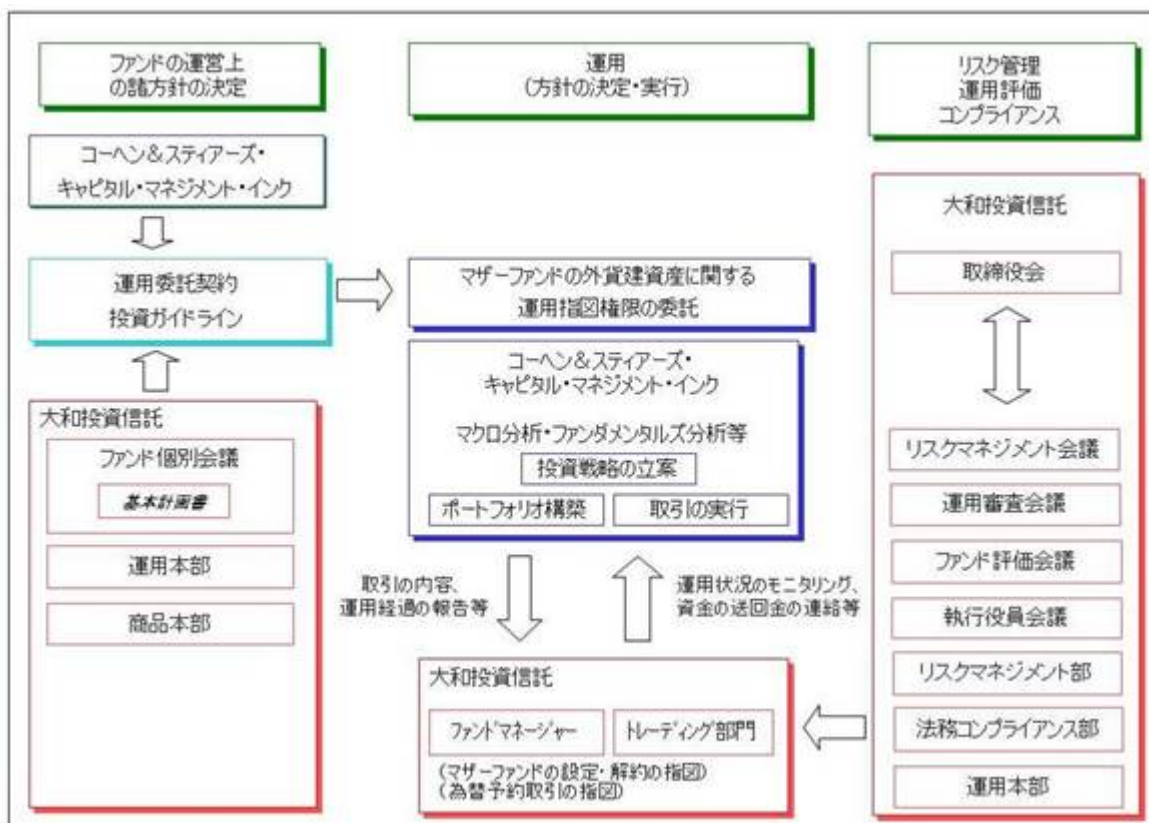 ファンドの運営上
の諸方針の決定
運用
(方針の決定・実行)
リスク管理
運用評価
コンプライアンス
コーヘン&スティアーズ・
キャピタル・マネジメント・インク
運用委託契約
投資ガイドライン
大和投資信託
ファンド個別会議
基本計画書
運用本部
商品本部
マザーファンドの外貨建資産に関する
運用指図権限の委託
コーヘン&スティアーズ・
キャピタル・マネジメント・インク
マクロ分析・ファンダメンタルズ分析等
投資戦略の立案
ポートフォリオ構築
取引の実行
取引の内容、
運用経過の報告等
運用状況のモニタリング、
資金の送回金の連絡等
大和投資信託
ファンドマネージャー
トレーディング部門
(マザーファンドの設定・解約の指図)
(為替予約取引の指図)
大和投資信託
取締役会
リスクマネジメント会議
運用審査会議
ファンド評価会議
執行役員会議
リスクマネジメント部
法務コンプライアンス部
運用本部